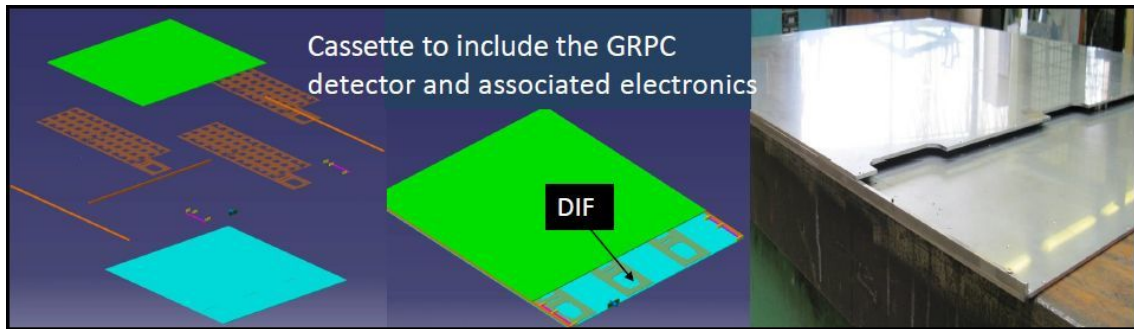 Cassette to include the GRPC
detector and associated electronics
DIF